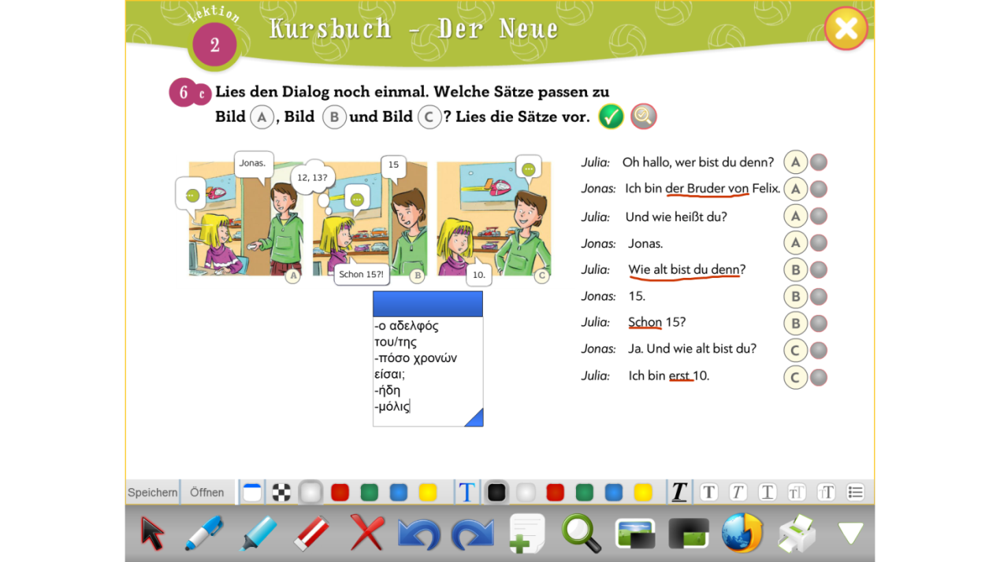 Lektion
2
Kursbuch - Der Neue
6 c Lies den Dialog noch einmal. Welche Sätze passen zu
Bild A, Bild B und Bild C? Lies die Sätze vor.
Jonas.
12, 13?
15
Schon 15?!
10.
A
B
C
Julia: Oh hallo, wer bist du denn? A
Jonas: Ich bin der Bruder von Felix. A
Julia: Und wie heißt du? A
Jonas: Jonas. A
Julia: Wie alt bist du denn? B
Jonas: 15. B
Julia: Schon 15? B
Jonas: Ja. Und wie alt bist du? C
Julia: Ich bin erst 10. C
-ο αδελφός
του/της
-πόσο χρονών
είσαι;
-ήδη
-μόλις
Speichern Öffnen T T T T T TT TT